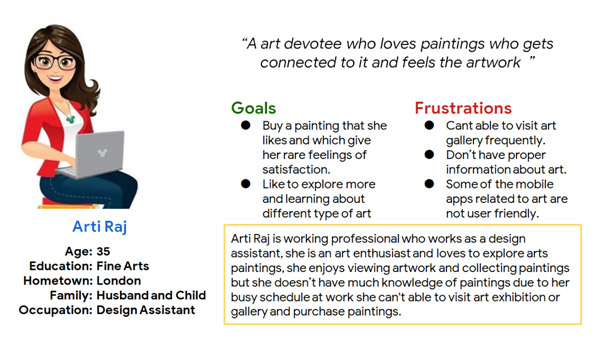 “A art devotee who loves paintings who gets
connected to it and feels the artwork ”
Goals
● Buy a painting that she
likes and which give
her rare feelings of
satisfaction.
● Like to explore more
and learning about
different type of art
Frustrations
● Cant able to visit art
gallery frequently.
● Don’t have proper
information about art.
● Some of the mobile
apps related to art are
not user friendly.
Arti Raj
Age: 35
Education: Fine Arts
Hometown: London
Family: Husband and Child
Occupation: Design Assistant
Arti Raj is working professional who works as a design
assistant, she is an art enthusiast and loves to explore arts
paintings, she enjoys viewing artwork and collecting paintings
but she doesn’t have much knowledge of paintings due to her
busy schedule at work she can't able to visit art exhibition or
gallery and purchase paintings.